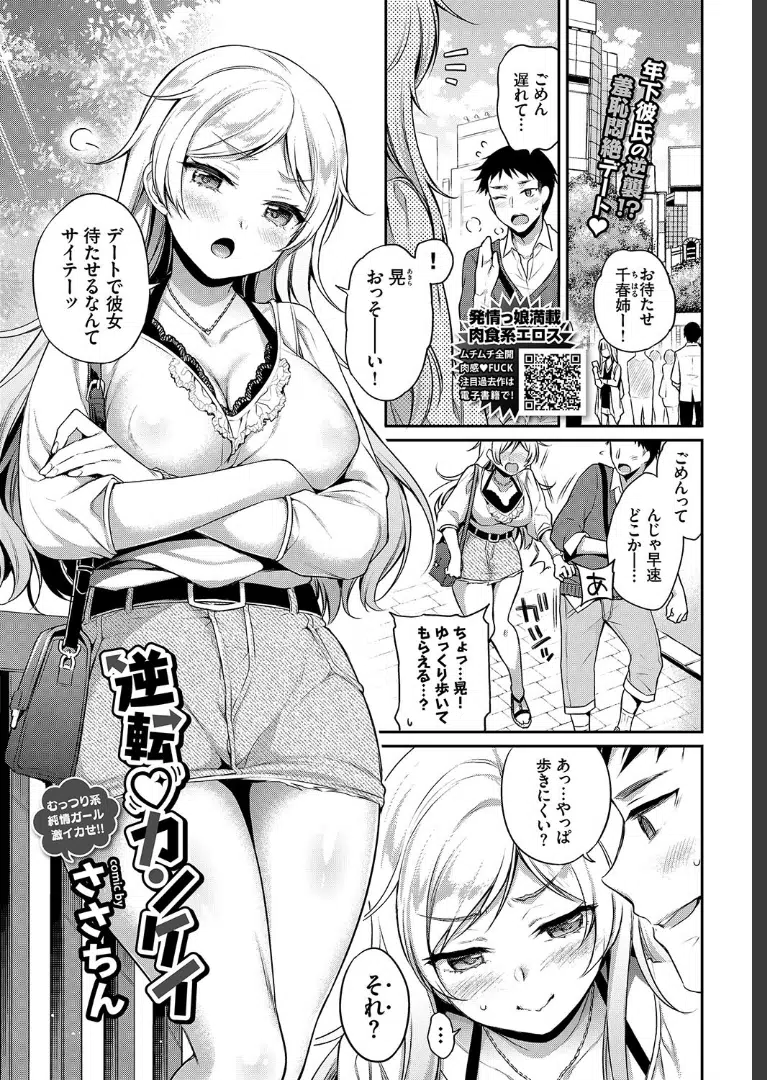 年下彼氏の逆襲!?
羞恥悶絶デート♥
お待たせ
千春姉ー！
ちはる
ごめん
遅れて…
！
晃
あきら
おっそーーい！
発情っ娘満載
肉食系エロス
ムチムチ全開
肉感♥FUCK
注目過去作は
電子書籍で！
デートで彼女
待たせるなんて
サイテーッ
ごめんって
んじゃ早速
どこか…
あ
ガシッ
ちょっ…晃！
ゆっくり歩いて
もらえる…？
あっ…やっぱ
歩きにくい？
…
それ？
逆転♡カンケイ
むっつり系
純情ガール
激イカせ!!
comic by
ささちん